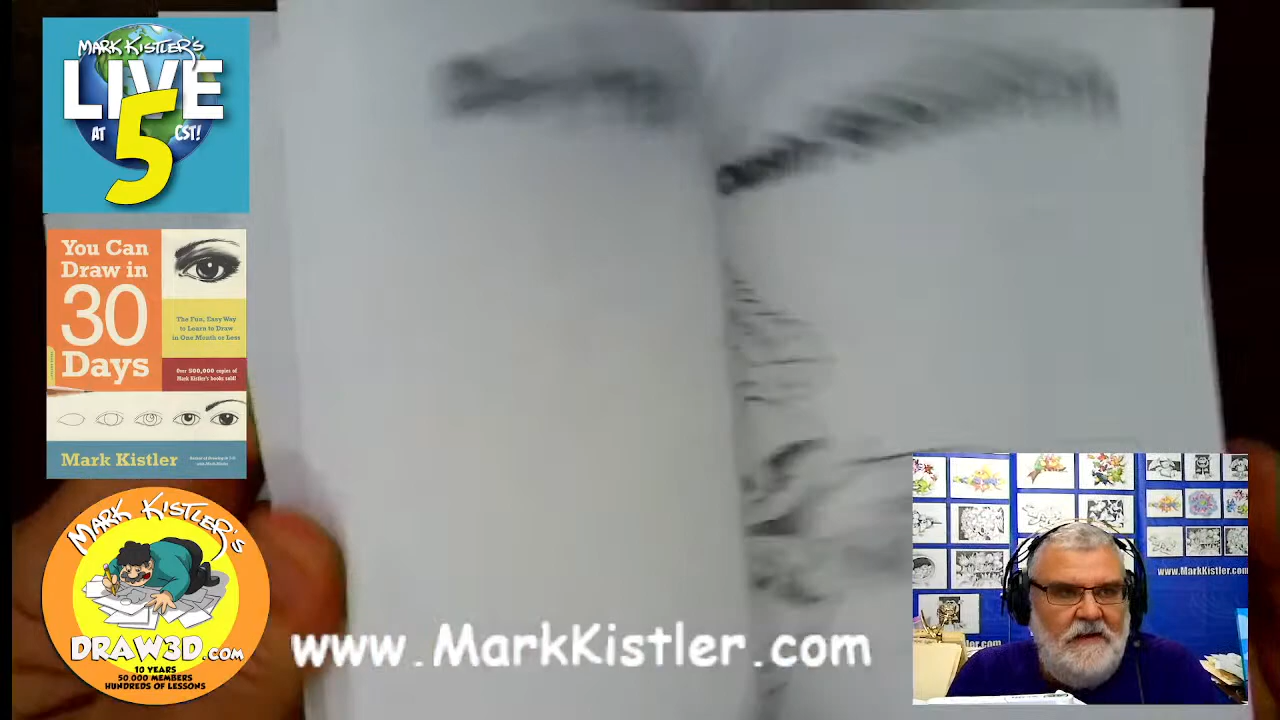 MARK KISTLER'S
LIVE
AT 5 CST!
You Can
Draw in
30
Days
The Fun, Easy Way
to Learn to Draw
in One Month or Less
Over 500,000 copies of
Mark Kistler's books sold!
Mark Kistler
MARK KISTLER'S
DRAW3D.COM
10 YEARS
50,000 MEMBERS
HUNDREDS OF LESSONS
www.MarkKistler.com
www.MarkKistler.com